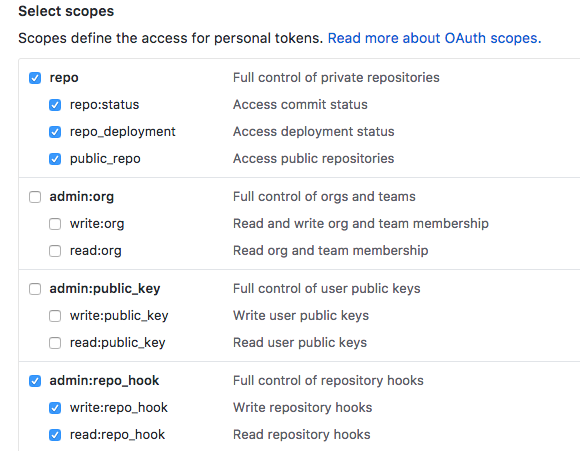 Select scopes
Scopes define the access for personal tokens. Read more about OAuth scopes.
repo Full control of private repositories
repo:status Access commit status
repo_deployment Access deployment status
public_repo Access public repositories
admin:org Full control of orgs and teams
write:org Read and write org and team membership
read:org Read org and team membership
admin:public_key Full control of user public keys
write:public_key Write user public keys
read:public_key Read user public keys
admin:repo_hook Full control of repository hooks
write:repo_hook Write repository hooks
read:repo_hook Read repository hooks